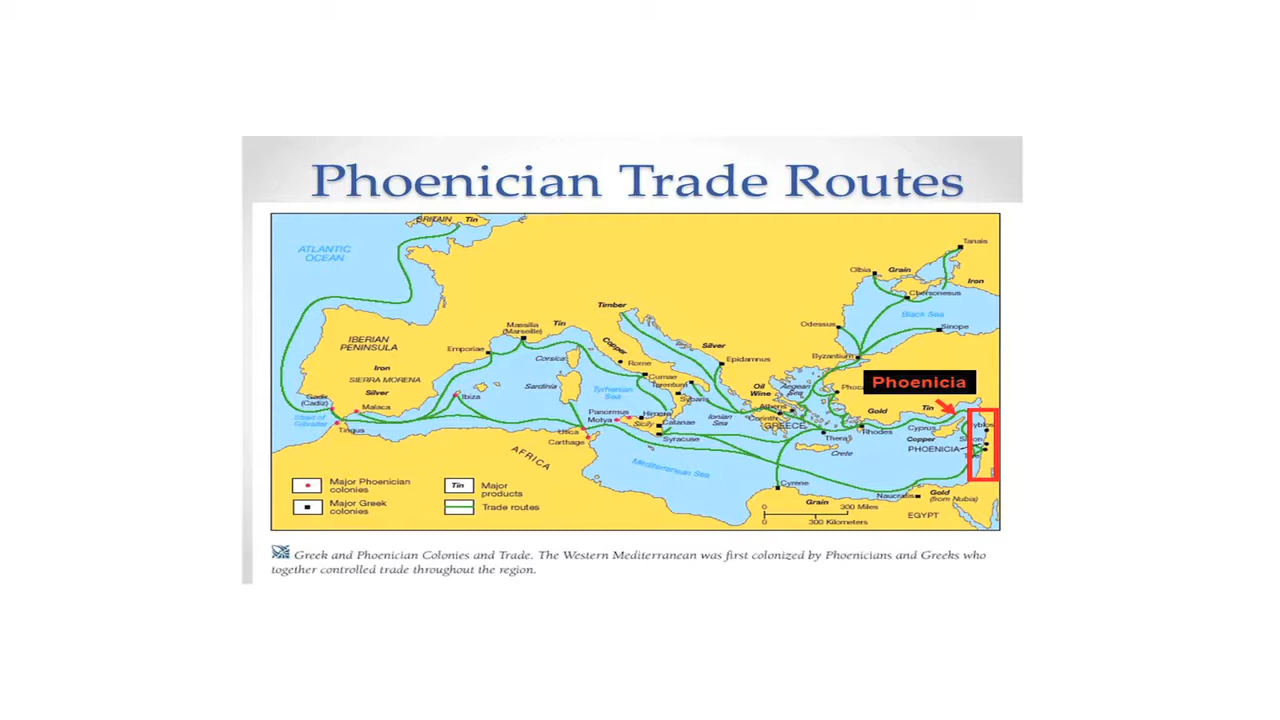 Phoenician Trade Routes
BRITAIN Tin
ATLANTIC
OCEAN
Tanais
Olbia Grain
Iron
Chersonesus
Timber
Black Sea
Massilia
(Marseille)
Tin
Odessus
Sinope
IBERIAN
PENINSULA
Emporiae
Corsica
Copper
Rome
Silver
Epidamnus
Byzantium
Iron
SIERRA MORENA
Silver
Sardinia
Cumae
Tarentum
Oil
Wine
Aegean
Sea
Phoenicia
Gadir
(Cadiz)
Malaca
Ibiza
Tyrrhenian
Sea
Sybaris
Athens
Gold
Tin
Strait of
Gibraltar
Tingus
Panormus
Motya
Himera
Sicily
Catanae
Ionian
Sea
Corinth
GREECE
Rhodes
Cyprus
Utica
Carthage
Syracuse
Thera
Crete
Copper
PHOENICIA
AFRICA
Mediterranean Sea
Cyrene
Naucratis
Gold
(from Nubia)
Grain
EGYPT
Major Phoenician
colonies
Tin Major
products
Major Greek
colonies
Trade routes
0 300 Miles
0 300 Kilometers
Greek and Phoenician Colonies and Trade. The Western Mediterranean was first colonized by Phoenicians and Greeks who
together controlled trade throughout the region.